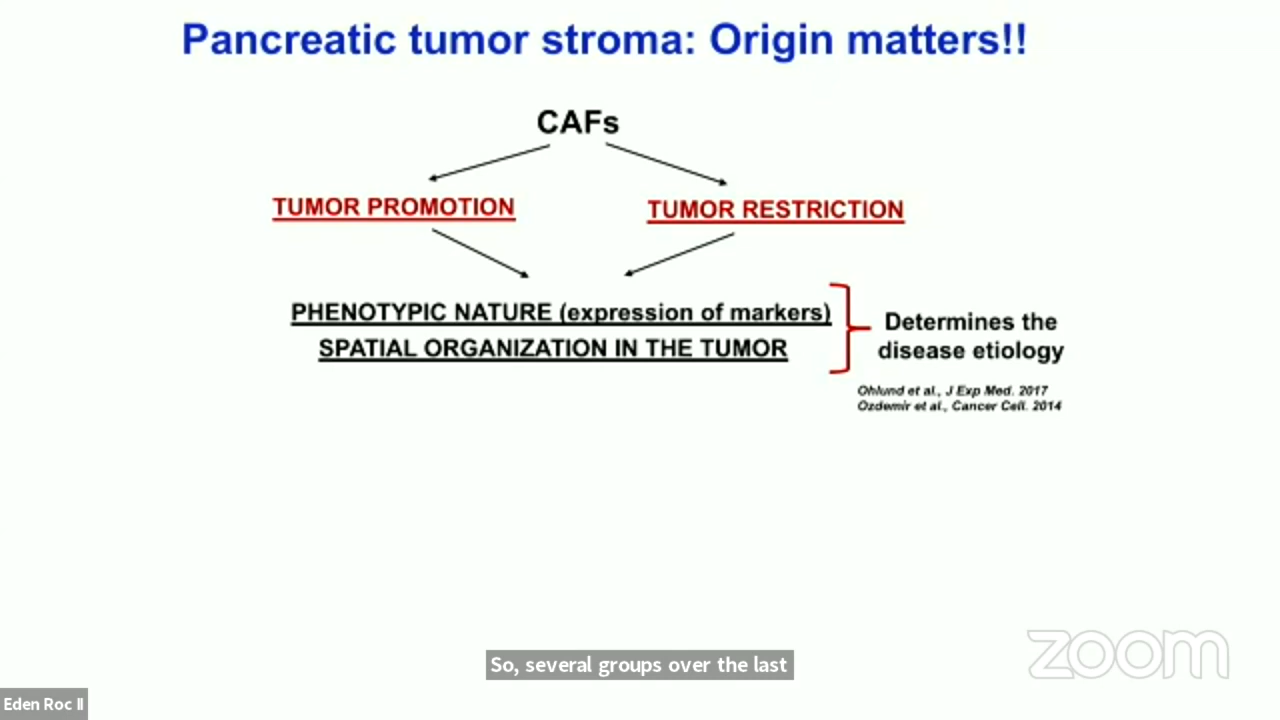 Pancreatic tumor stroma: Origin matters!!
CAFs
TUMOR PROMOTION
TUMOR RESTRICTION
PHENOTYPIC NATURE (expression of markers)
SPATIAL ORGANIZATION IN THE TUMOR
Determines the
disease etiology
Ohlund et al., J Exp Med. 2017
Ozdemir et al., Cancer Cell. 2014
So, several groups over the last
zoom
Eden Roc II